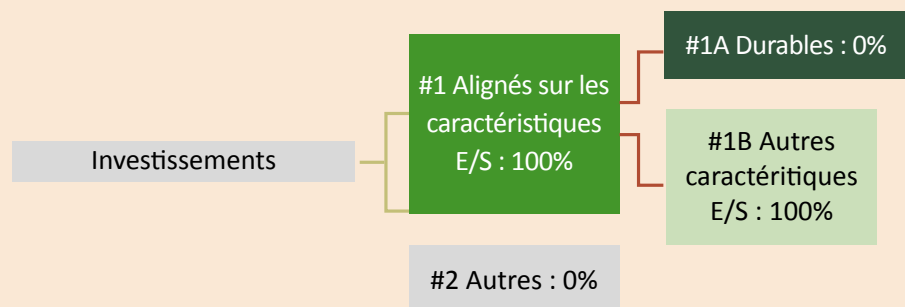 Investissements
#1 Alignés sur les
caractéristiques
E/S : 100%
#1A Durables : 0%
#1B Autres
caractéritiques
E/S : 100%
#2 Autres : 0%